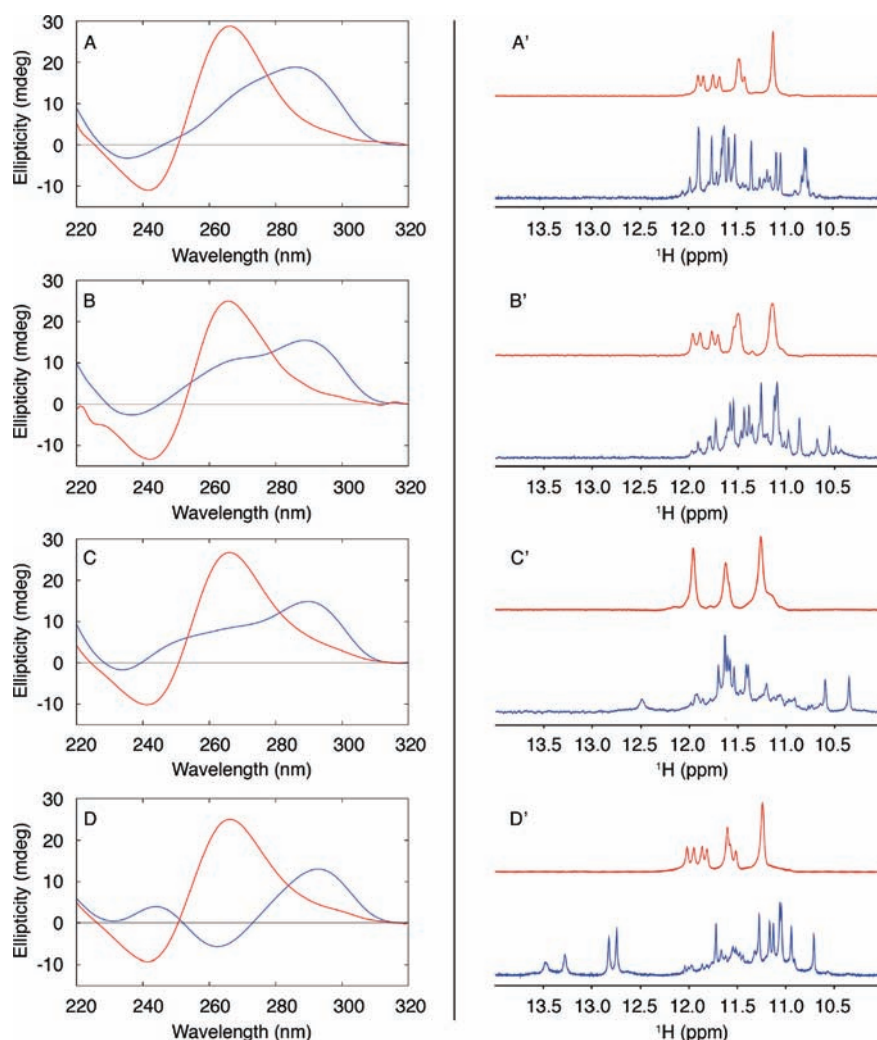 A
30
20
10
0
-10
Ellipticity (mdeg)
220 240 260 280 300 320
Wavelength (nm)
A'
13.5 13.0 12.5 12.0 11.5 11.0 10.5
¹H (ppm)
B
30
20
10
0
-10
Ellipticity (mdeg)
220 240 260 280 300 320
Wavelength (nm)
B'
13.5 13.0 12.5 12.0 11.5 11.0 10.5
¹H (ppm)
C
30
20
10
0
-10
Ellipticity (mdeg)
220 240 260 280 300 320
Wavelength (nm)
C'
13.5 13.0 12.5 12.0 11.5 11.0 10.5
¹H (ppm)
D
30
20
10
0
-10
Ellipticity (mdeg)
220 240 260 280 300 320
Wavelength (nm)
D'
13.5 13.0 12.5 12.0 11.5 11.0 10.5
¹H (ppm)